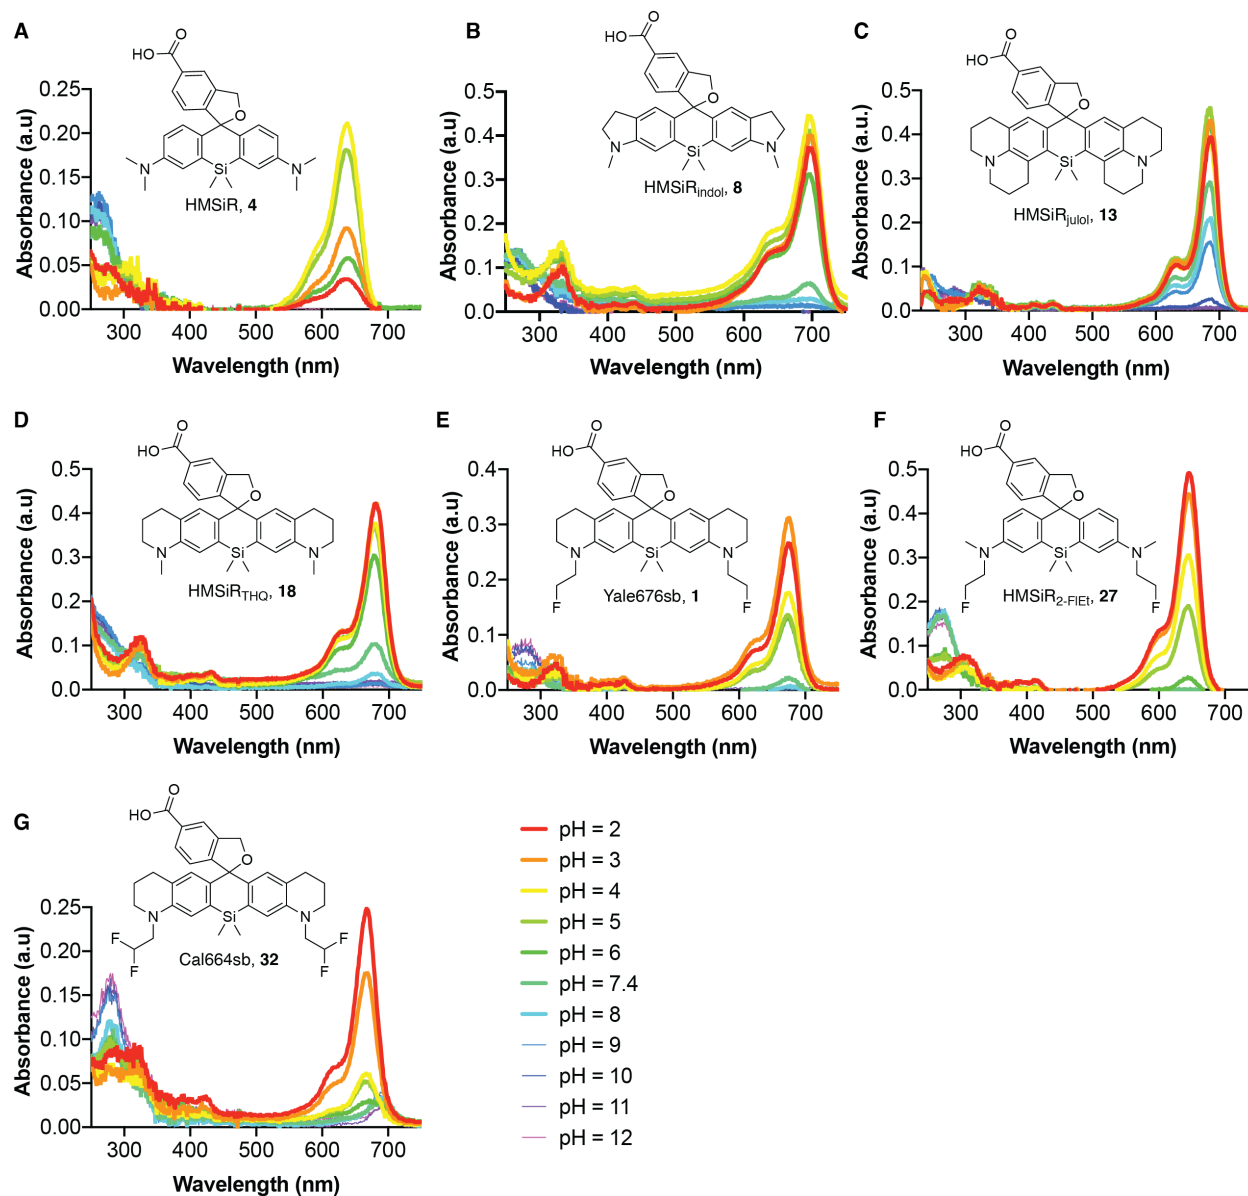 A
HO
O
O
N
Si
N
HMSiR, 4
Absorbance (a.u)
0.25
0.20
0.15
0.10
0.05
0.00
300 400 500 600 700
Wavelength (nm)
B
HO
O
O
N
Si
N
HMSiRindol, 8
Absorbance (a.u)
0.5
0.4
0.3
0.2
0.1
0.0
300 400 500 600 700
Wavelength (nm)
C
HO
O
O
N
Si
N
HMSiRjulol, 13
Absorbance (a.u.)
0.5
0.4
0.3
0.2
0.1
0.0
300 400 500 600 700
Wavelength (nm)
D
HO
O
O
N
Si
N
HMSiRTHQ, 18
Absorbance (a.u)
0.5
0.4
0.3
0.2
0.1
0.0
300 400 500 600 700
Wavelength (nm)
E
HO
O
O
N
Si
N
F
F
Yale676sb, 1
Absorbance (a.u)
0.4
0.3
0.2
0.1
0.0
300 400 500 600 700
Wavelength (nm)
F
HO
O
O
N
Si
N
F
F
HMSiR2-FlEt, 27
Absorbance (a.u)
0.5
0.4
0.3
0.2
0.1
0.0
300 400 500 600 700
Wavelength (nm)
G
HO
O
O
N
Si
N
F
F
F
F
Cal664sb, 32
Absorbance (a.u)
0.25
0.20
0.15
0.10
0.05
0.00
300 400 500 600 700
Wavelength (nm)
pH = 2
pH = 3
pH = 4
pH = 5
pH = 6
pH = 7.4
pH = 8
pH = 9
pH = 10
pH = 11
pH = 12